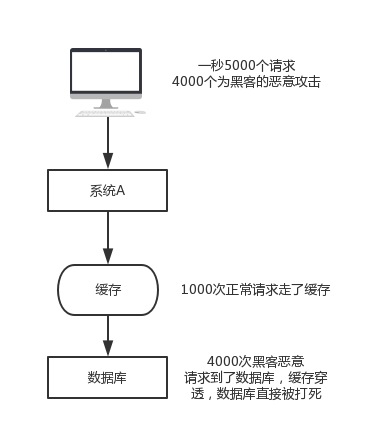 一秒5000个请求
4000个为黑客的恶意攻击
系统A
缓存
1000次正常请求走了缓存
数据库
4000次黑客恶意
请求到了数据库，缓存穿
透，数据库直接被打死